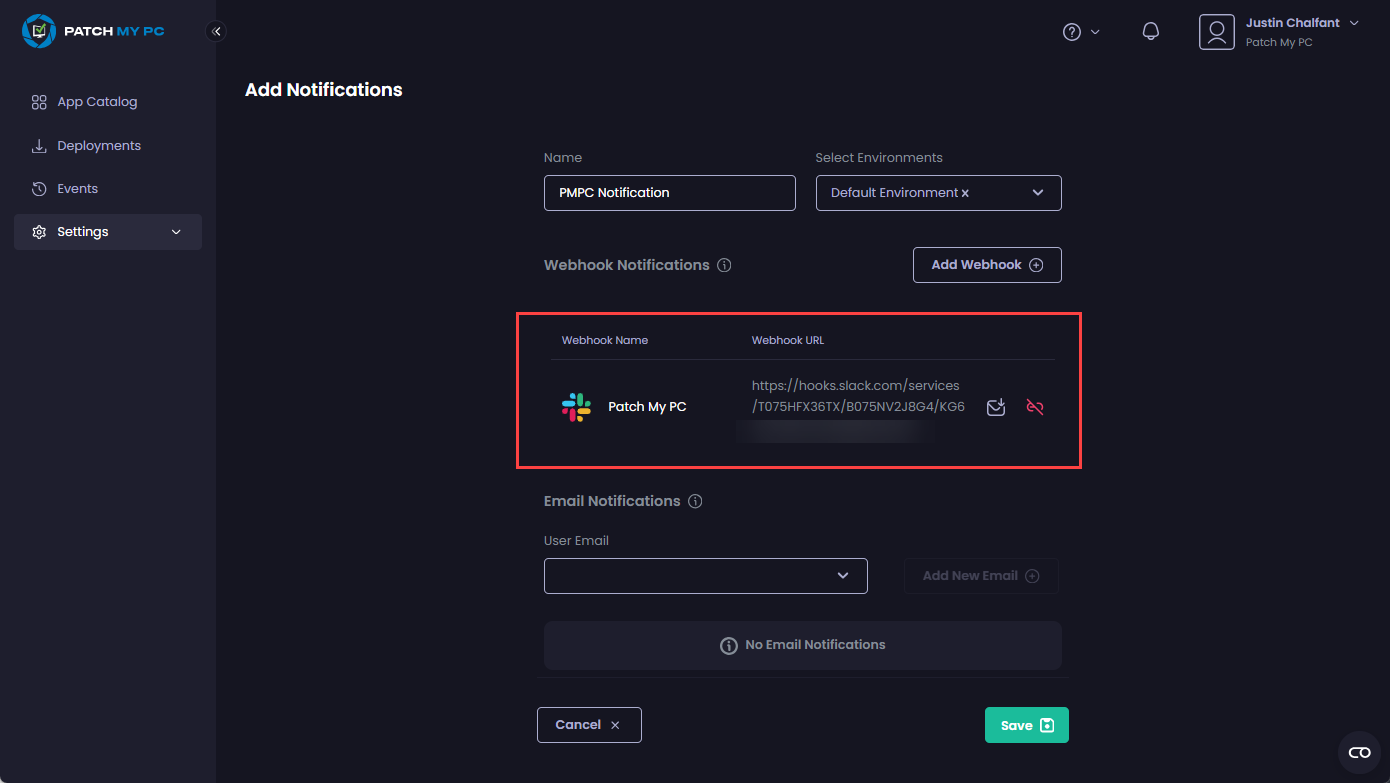 PATCH MY PC
Justin Chalfant
Patch My PC
Add Notifications
App Catalog
Deployments
Events
Settings
Name
Select Environments
PMPC Notification
Default Environment ×
Webhook Notifications
Add Webhook
Webhook Name
Webhook URL
Patch My PC
https://hooks.slack.com/services
/T075HFX36TX/B075NV2J8G4/KG6
Email Notifications
User Email
Add New Email
No Email Notifications
Cancel ×
Save